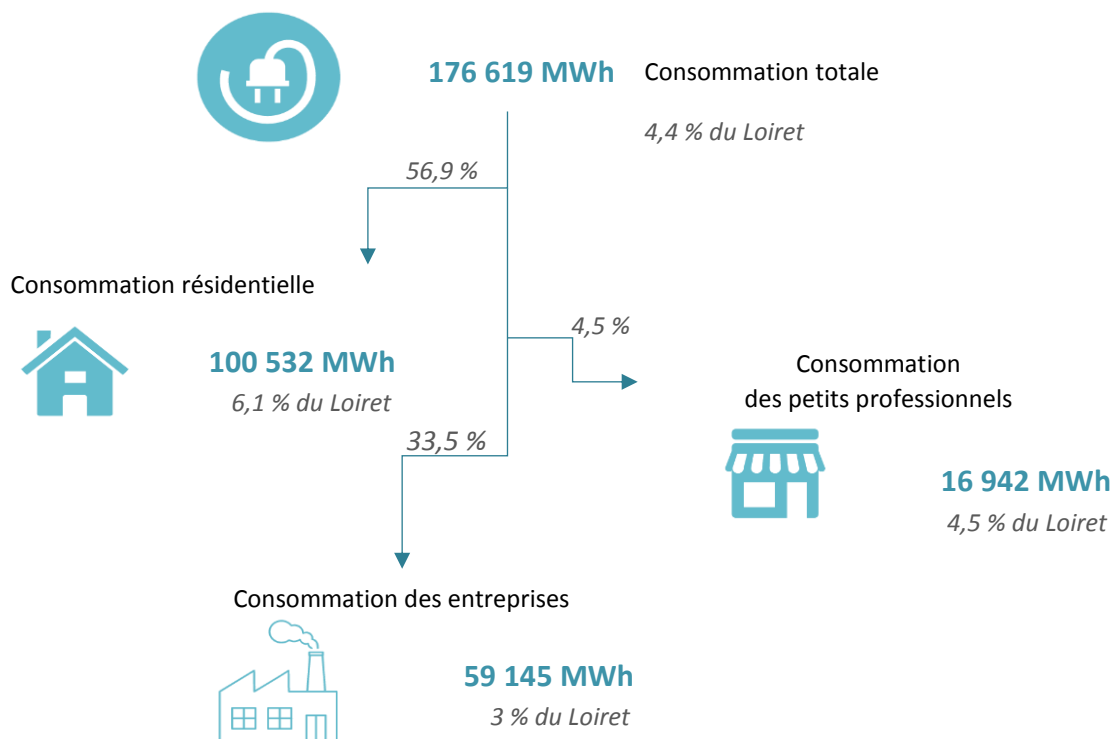 176 619 MWh Consommation totale
4,4 % du Loiret
56,9 %
Consommation résidentielle
100 532 MWh
6,1 % du Loiret
4,5 %
Consommation
des petits professionnels
16 942 MWh
4,5 % du Loiret
33,5 %
Consommation des entreprises
59 145 MWh
3 % du Loiret